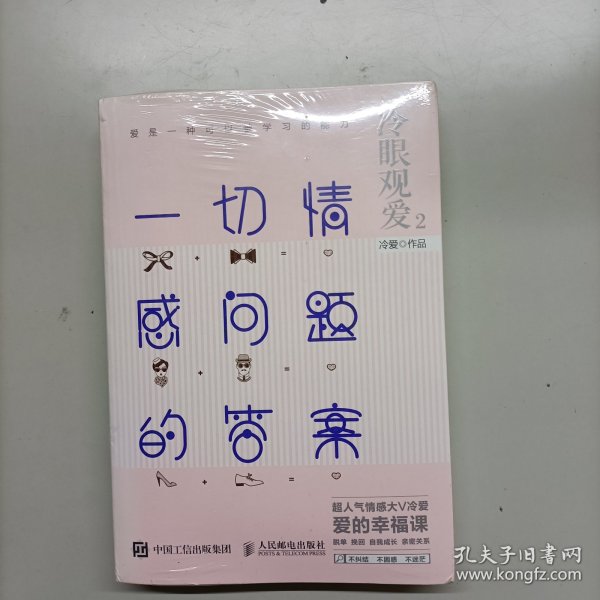 爱是一种可以学习的能力
冷眼观爱2
冷爱◎作品
一切情
感问题
的答案
超人气情感大V冷爱
爱的幸福课
脱单 挽回 自我成长 亲密关系
不纠结 不困惑 不迷茫
中国工信出版集团
人民邮电出版社
POSTS & TELECOM PRESS
孔夫子旧书网
www.kongfz.com